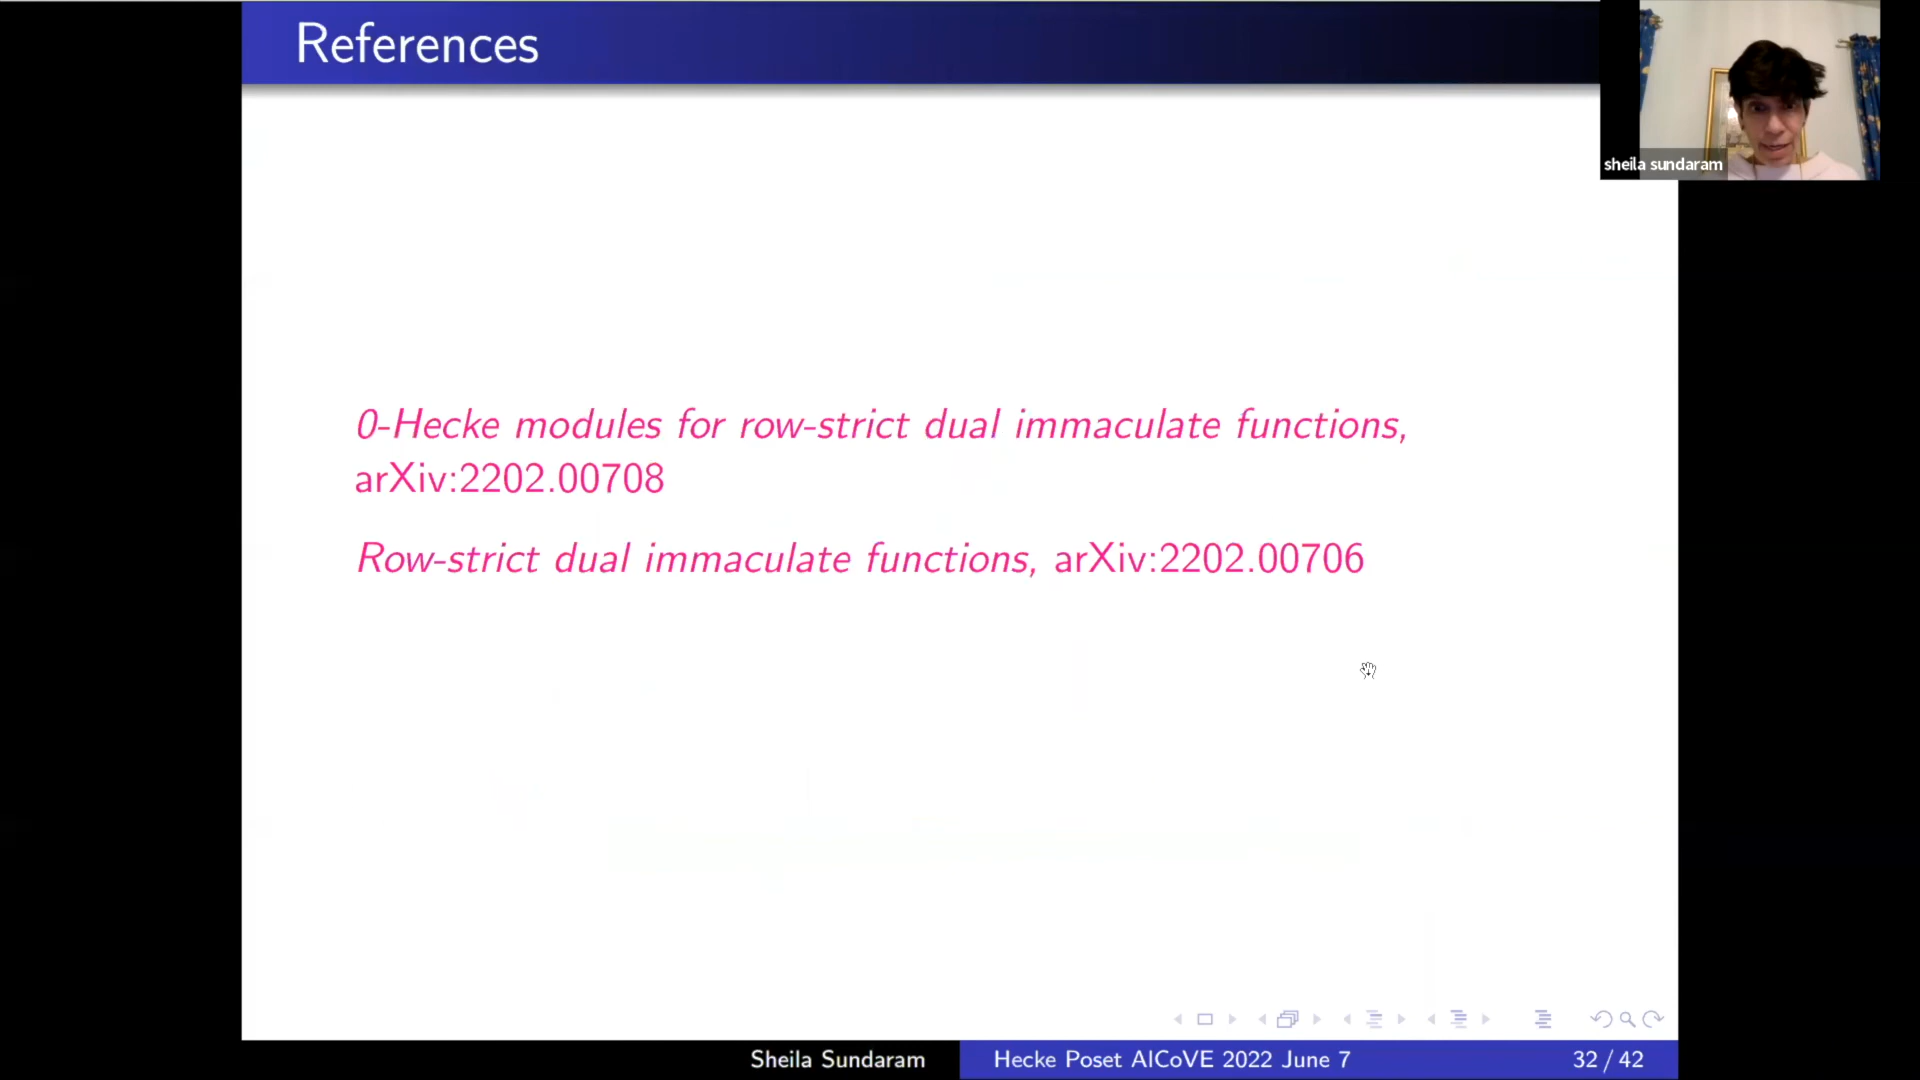 References
sheila sundaram
0-Hecke modules for row-strict dual immaculate functions,
arXiv:2202.00708
Row-strict dual immaculate functions, arXiv:2202.00706
Sheila Sundaram
Hecke Poset AlCoVE 2022 June 7
32 / 42